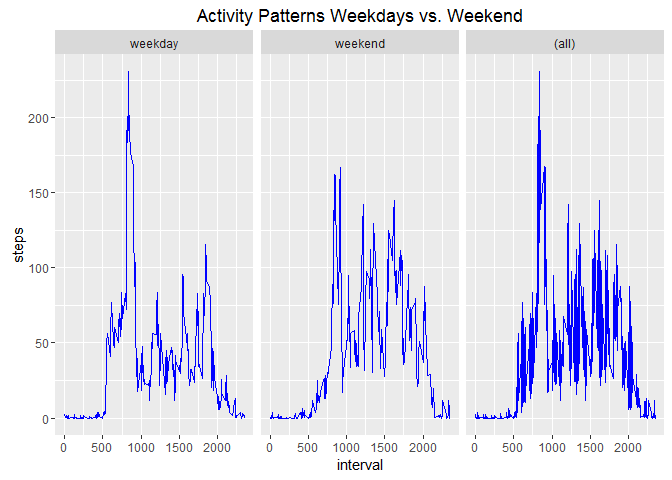 Activity Patterns Weekdays vs. Weekend
weekday weekend (all)
steps
200
150
100
50
0
0 500 1000 1500 2000 0 500 1000 1500 2000 0 500 1000 1500 2000
interval